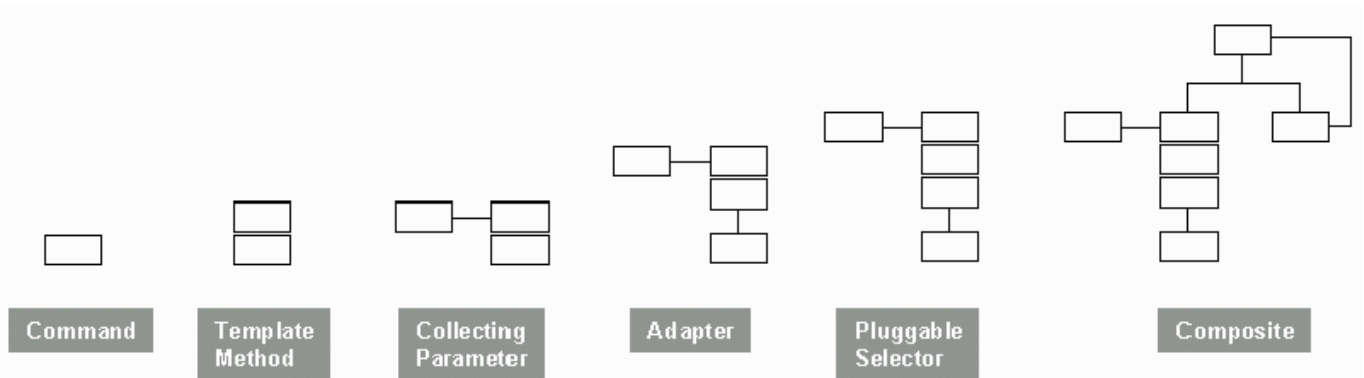 Command
Template
Method
Collecting
Parameter
Adapter
Pluggable
Selector
Composite